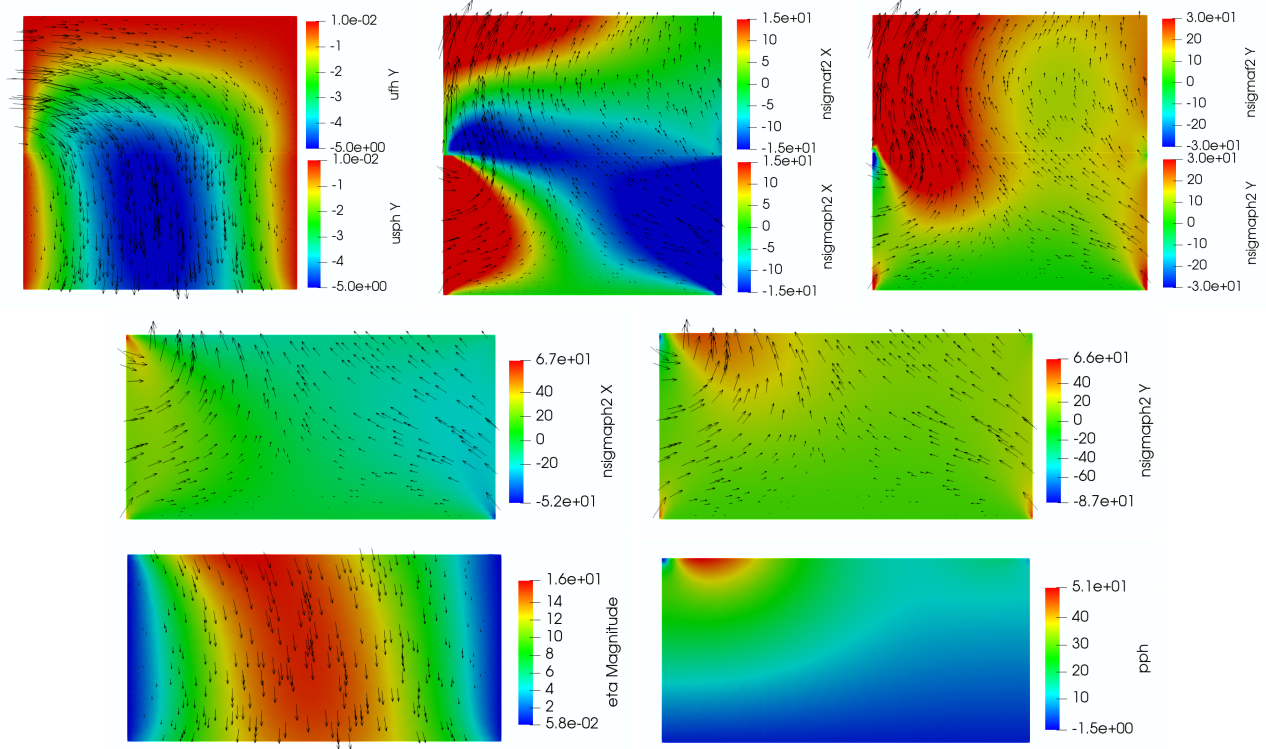 1.0e-02
-1
-2
-3
-4
-5.0e+00
ufh Y
1.0e-02
-1
-2
-3
-4
-5.0e+00
usph Y
1.5e+01
10
5
0
-5
-10
-1.5e+01
nsigmaf2 X
1.5e+01
10
5
0
-5
-10
-1.5e+01
nsigmaph2 X
3.0e+01
20
10
0
-10
-20
-3.0e+01
nsigmaf2 Y
3.0e+01
20
10
0
-10
-20
-3.0e+01
nsigmaph2 Y
6.7e+01
40
20
0
-20
-5.2e+01
nsigmaph2 X
6.6e+01
40
20
0
-20
-40
-60
-8.7e+01
nsigmaph2 Y
1.6e+01
14
12
10
8
6
4
2
5.8e-02
eta Magnitude
5.1e+01
40
30
20
10
-1.5e+00
pph